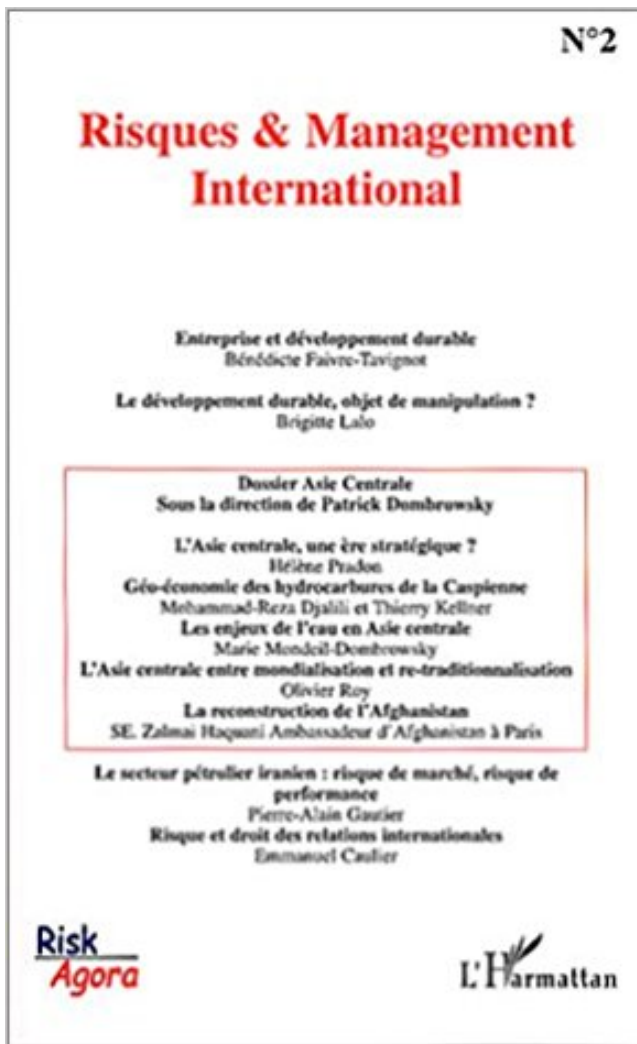 N°2
Risques & Management
International
Entreprise et développement durable
Bénédicte Faivre-Tavignot
Le développement durable, objet de manipulation ?
Brigitte Lalo
Dossier Asie Centrale
Sous la direction de Patrick Dombrowsky
L'Asie centrale, une ère stratégique ?
Hélène Pradon
Géo-économie des hydrocarbures de la Caspienne
Mohammad-Reza Djalili et Thierry Kellner
Les enjeux de l'eau en Asie centrale
Marie Mendeil-Dombrowsky
L'Asie centrale entre mondialisation et re-traditionnalisation
Olivier Roy
La reconstruction de l'Afghanistan
SE. Zalmai Haquani Ambassadeur d'Afghanistan à Paris
Le secteur pétrolier iranien : risque de marché, risque de
performance
Pierre-Alain Gautier
Risque et droit des relations internationales
Emmanuel Caulier
Risk
Agora
L'Harmattan